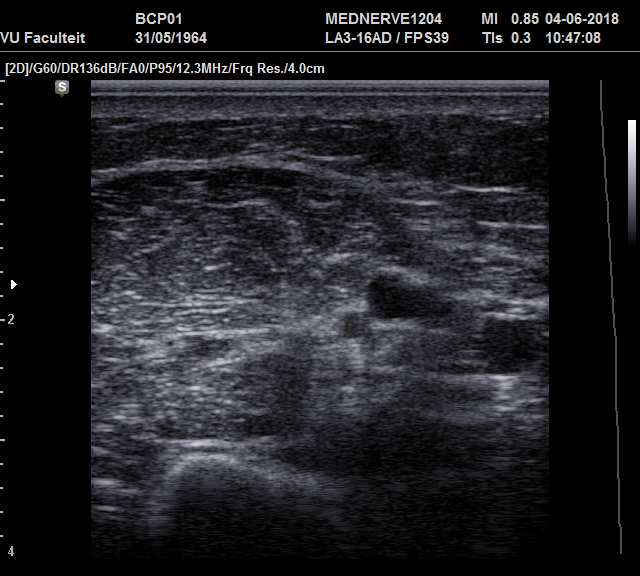 BCP01 MEDNERVE1204 MI 0.85 04-06-2018
VU Faculteit 31/05/1964 LA3-16AD / FPS39 TIs 0.3 10:47:08
[2D]/G60/DR136dB/FA0/P95/12.3MHz/Frq Res./4.0cm
S
2
4